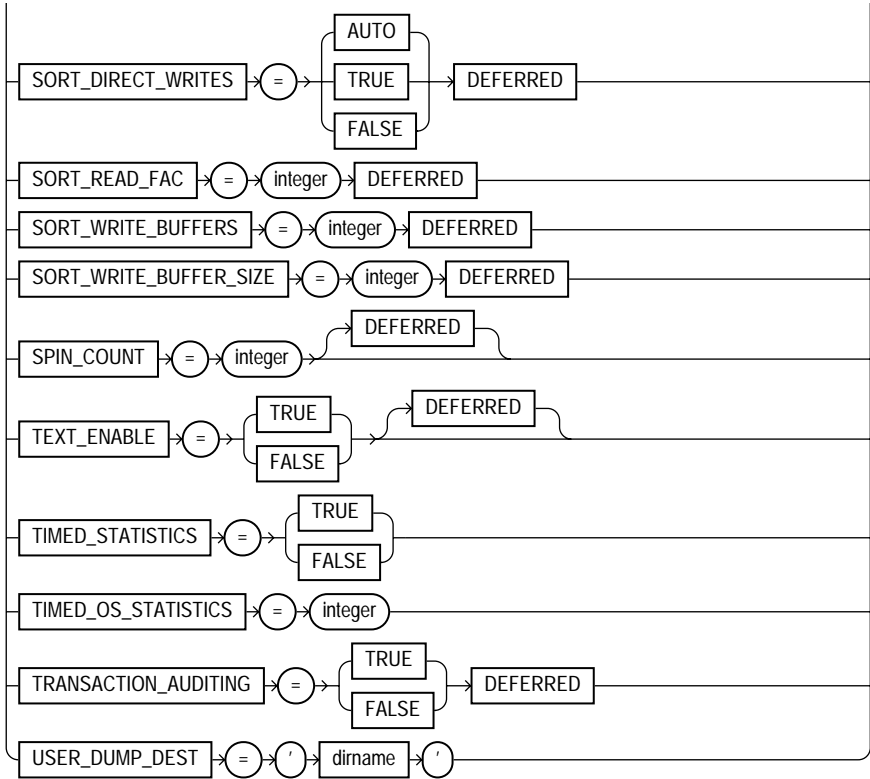 AUTO
SORT_DIRECT_WRITES = TRUE DEFERRED
FALSE
SORT_READ_FAC = integer DEFERRED
SORT_WRITE_BUFFERS = integer DEFERRED
SORT_WRITE_BUFFER_SIZE = integer DEFERRED
DEFERRED
SPIN_COUNT = integer
TRUE DEFERRED
TEXT_ENABLE =
FALSE
TRUE
TIMED_STATISTICS =
FALSE
TIMED_OS_STATISTICS = integer
TRUE
TRANSACTION_AUDITING = DEFERRED
FALSE
USER_DUMP_DEST = ' dirname '